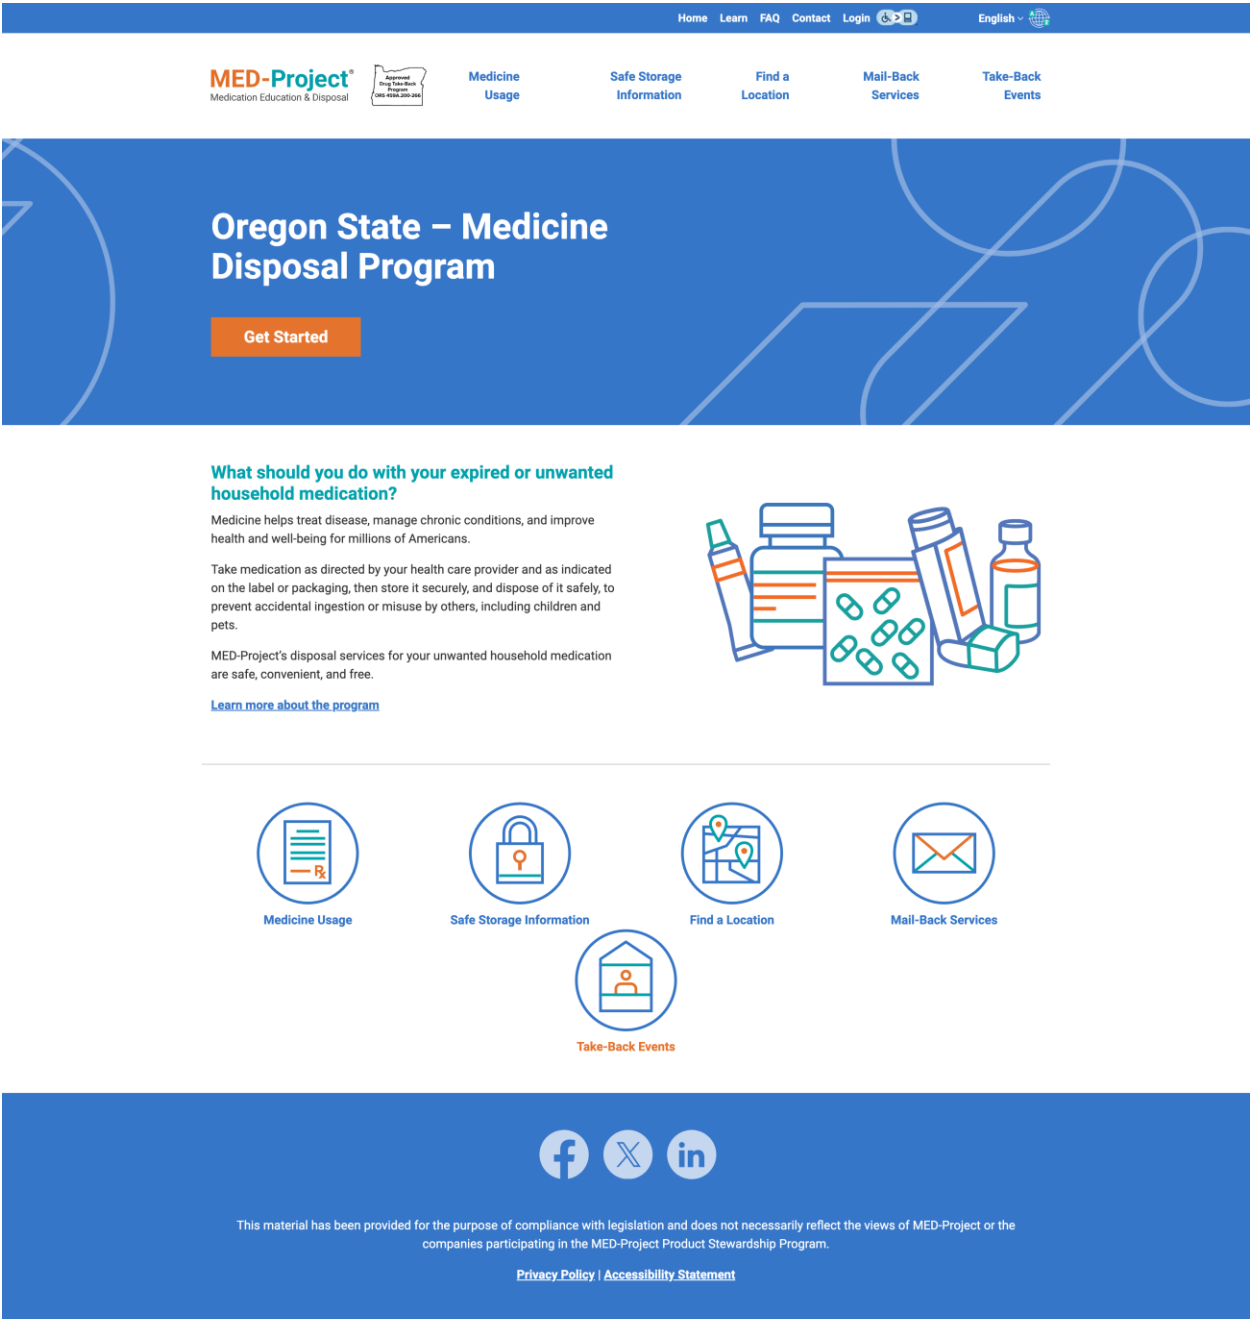 Home Learn FAQ Contact Login English
MED-Project®
Medication Education & Disposal
Approved
Drug Take-Back
Program
ORS 459A.200-266
Medicine
Usage
Safe Storage
Information
Find a
Location
Mail-Back
Services
Take-Back
Events
Oregon State – Medicine
Disposal Program
Get Started
What should you do with your expired or unwanted
household medication?
Medicine helps treat disease, manage chronic conditions, and improve
health and well-being for millions of Americans.
Take medication as directed by your health care provider and as indicated
on the label or packaging, then store it securely, and dispose of it safely, to
prevent accidental ingestion or misuse by others, including children and
pets.
MED-Project’s disposal services for your unwanted household medication
are safe, convenient, and free.
Learn more about the program
Rx
Medicine Usage
Safe Storage Information
Find a Location
Mail-Back Services
Take-Back Events
This material has been provided for the purpose of compliance with legislation and does not necessarily reflect the views of MED-Project or the
companies participating in the MED-Project Product Stewardship Program.
Privacy Policy | Accessibility Statement